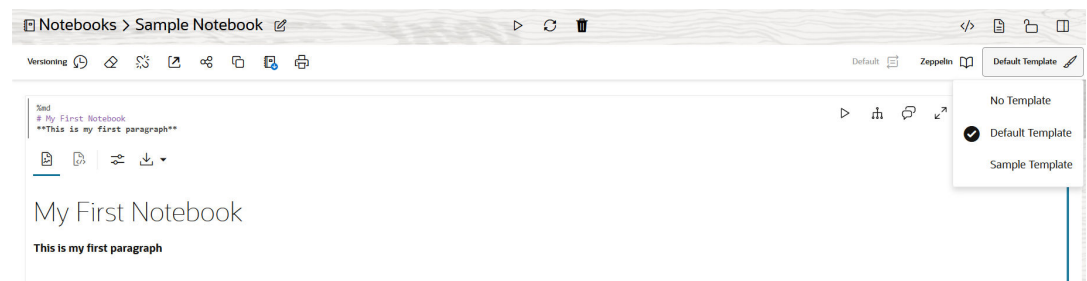 Notebooks > Sample Notebook
Versioning
Default
Zeppelin
Default Template
No Template
Default Template
Sample Template
%md
# My First Notebook
**This is my first paragraph**
My First Notebook
This is my first paragraph